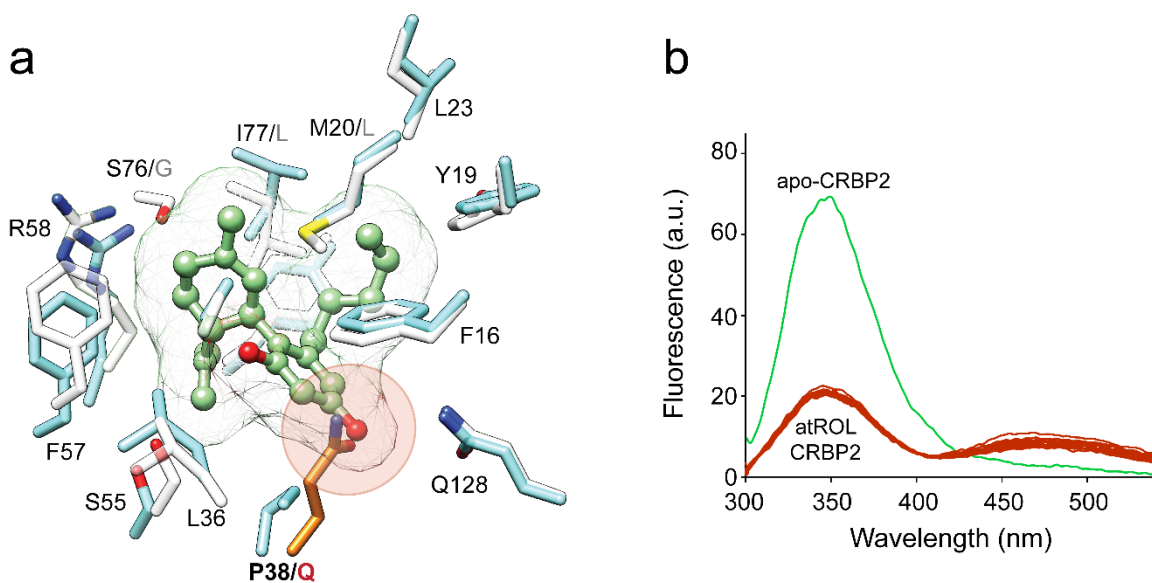 a
L23
I77/L
M20/L
S76/G
Y19
R58
F16
F57
S55
L36
Q128
P38/Q
b
80
apo-CRBP2
60
Fluorescence (a.u.)
40
20
atROL
CRBP2
0
300
350
400
450
500
Wavelength (nm)